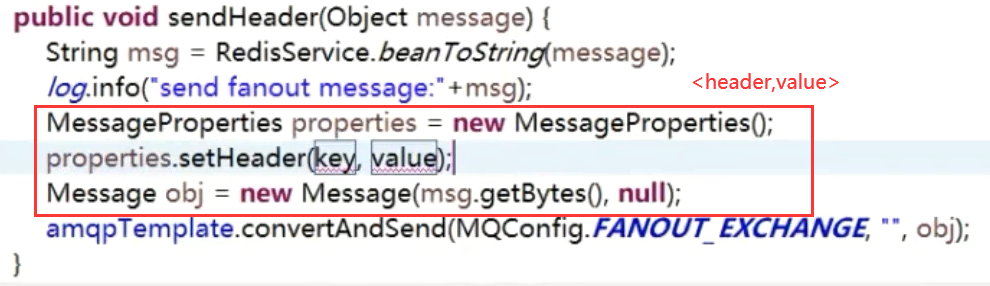 public void sendHeader(Object message) {
String msg = RedisService.beanToString(message);
log.info("send fanout message:"+msg);
<header,value>
MessageProperties properties = new MessageProperties();
properties.setHeader(key, value);
Message obj = new Message(msg.getBytes(), null);
amqpTemplate.convertAndSend(MQConfig.FANOUT_EXCHANGE, "", obj);
}